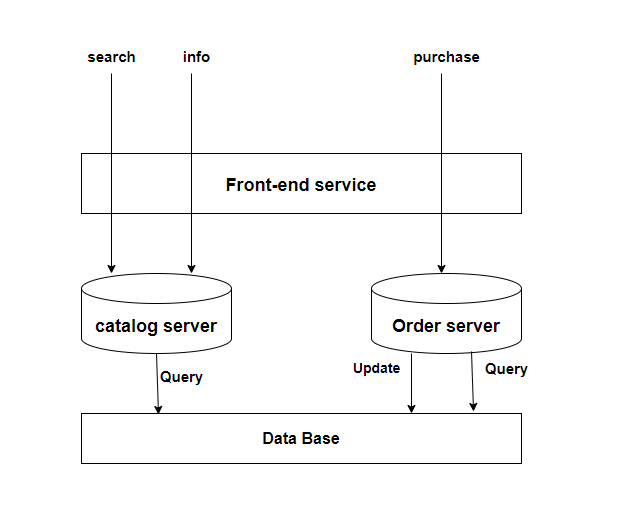 search
info
purchase
Front-end service
catalog server
Order server
Query
Update
Query
Data Base